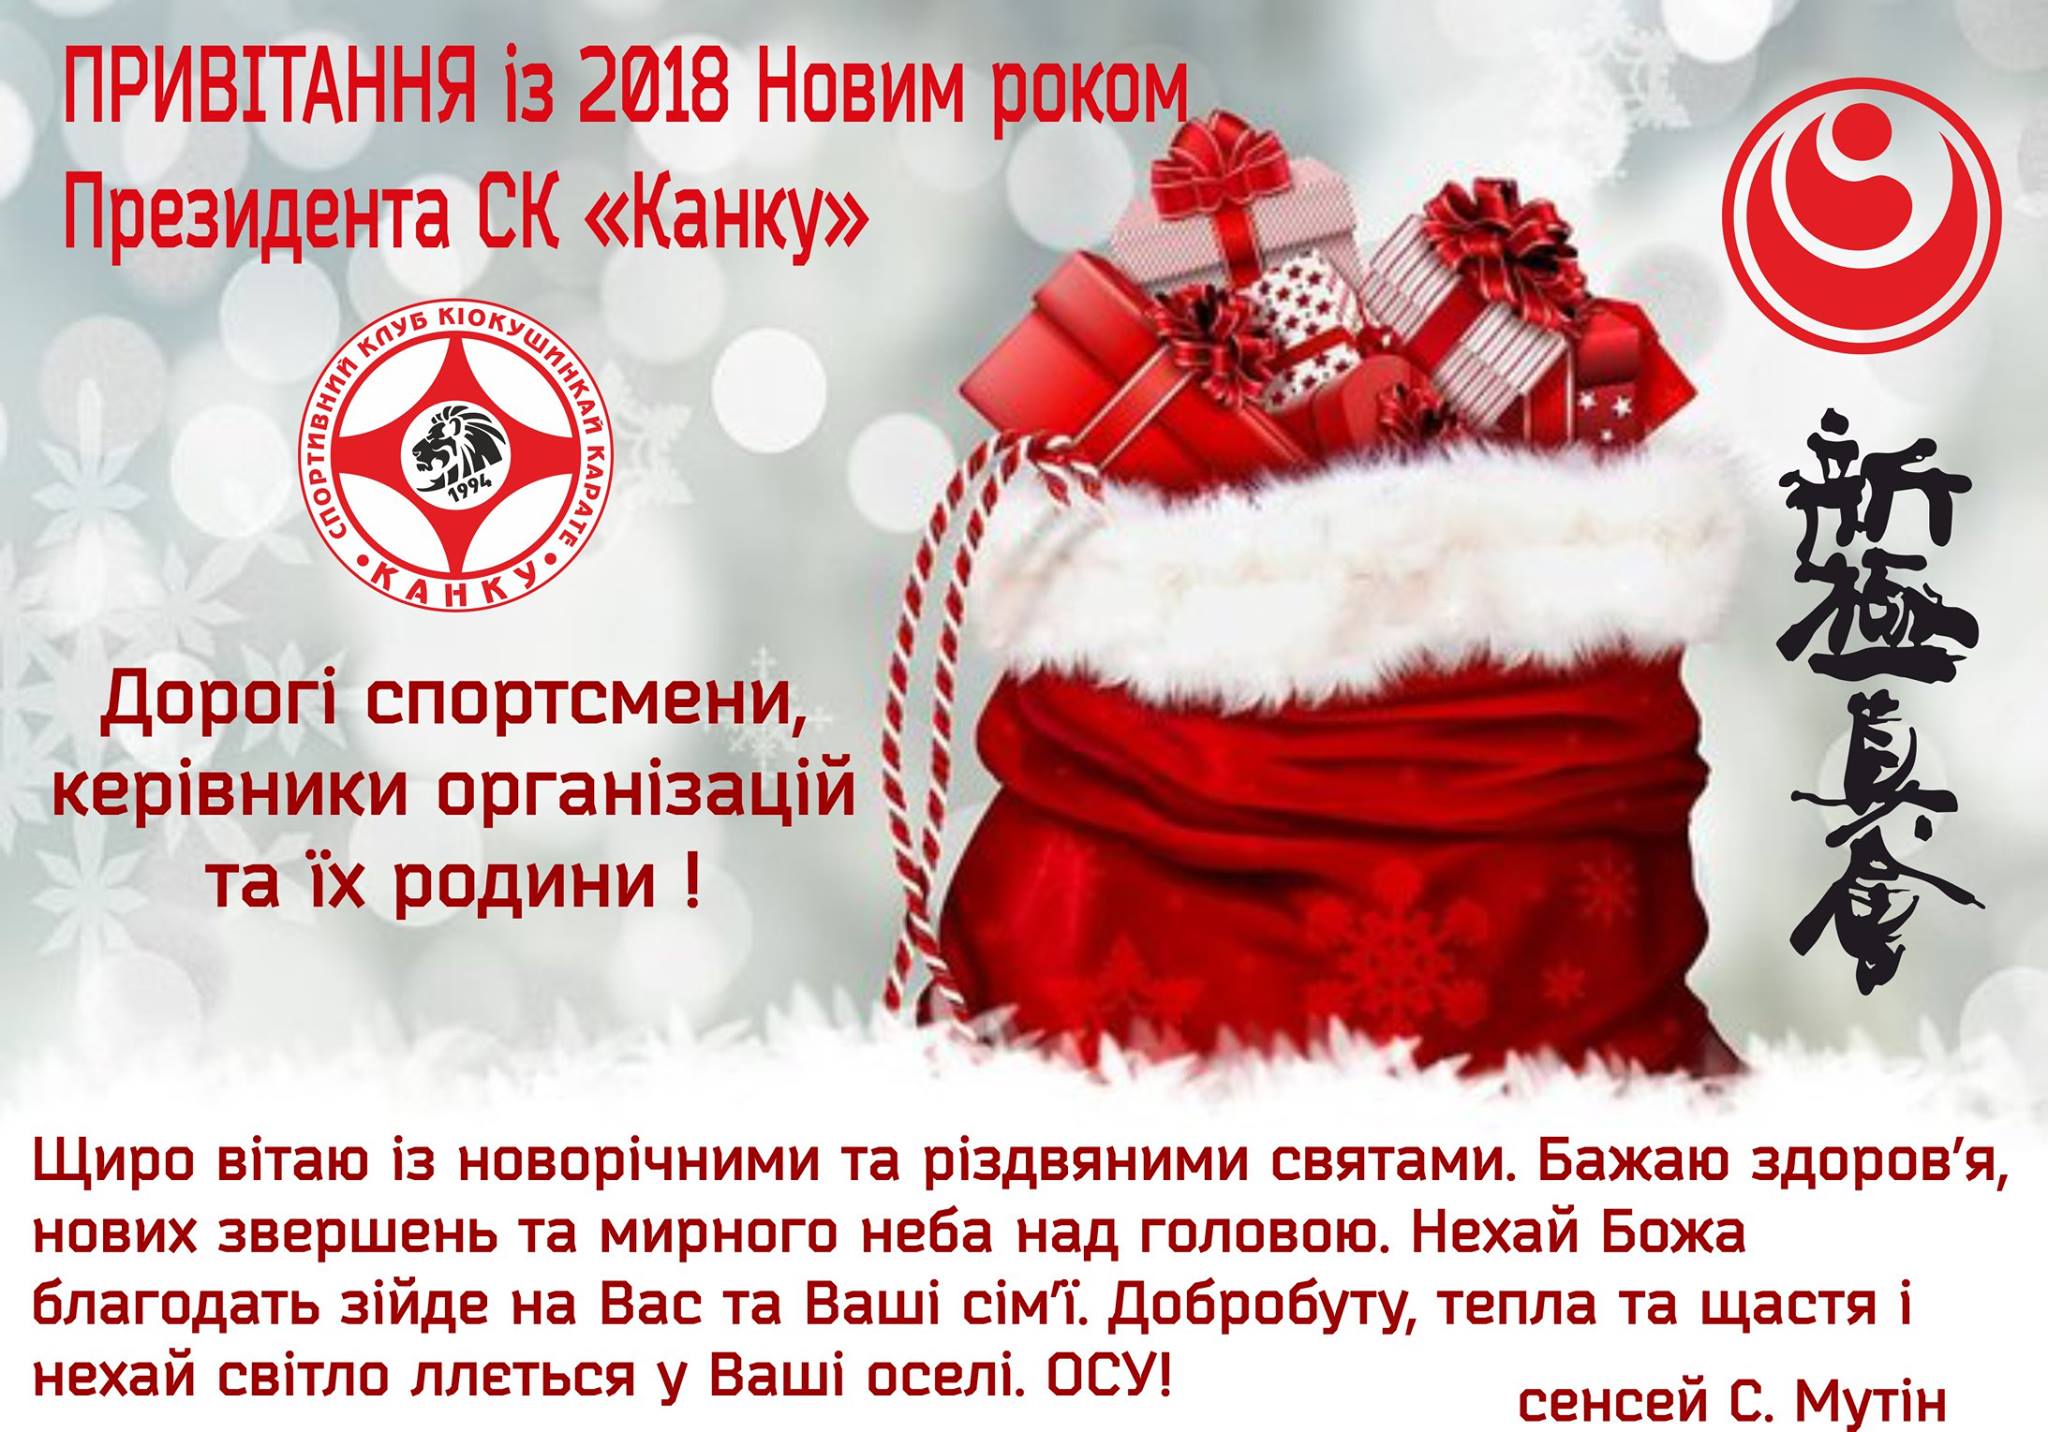 ПРИВІТАННЯ із 2018 Новим роком
Президента СК «Канку»
СПОРТИВНИЙ КЛУБ КІОКУШИНКАЙ КАРАТЕ
• КАНКУ •
1994
新極真会
Дорогі спортсмени,
керівники організацій
та їх родини !
Щиро вітаю із новорічними та різдвяними святами. Бажаю здоров’я,
нових звершень та мирного неба над головою. Нехай Божа
благодать зійде на Вас та Ваші сім’ї. Добробуту, тепла та щастя і
нехай світло ллється у Ваші оселі. ОСУ!
сенсей С. Мутін